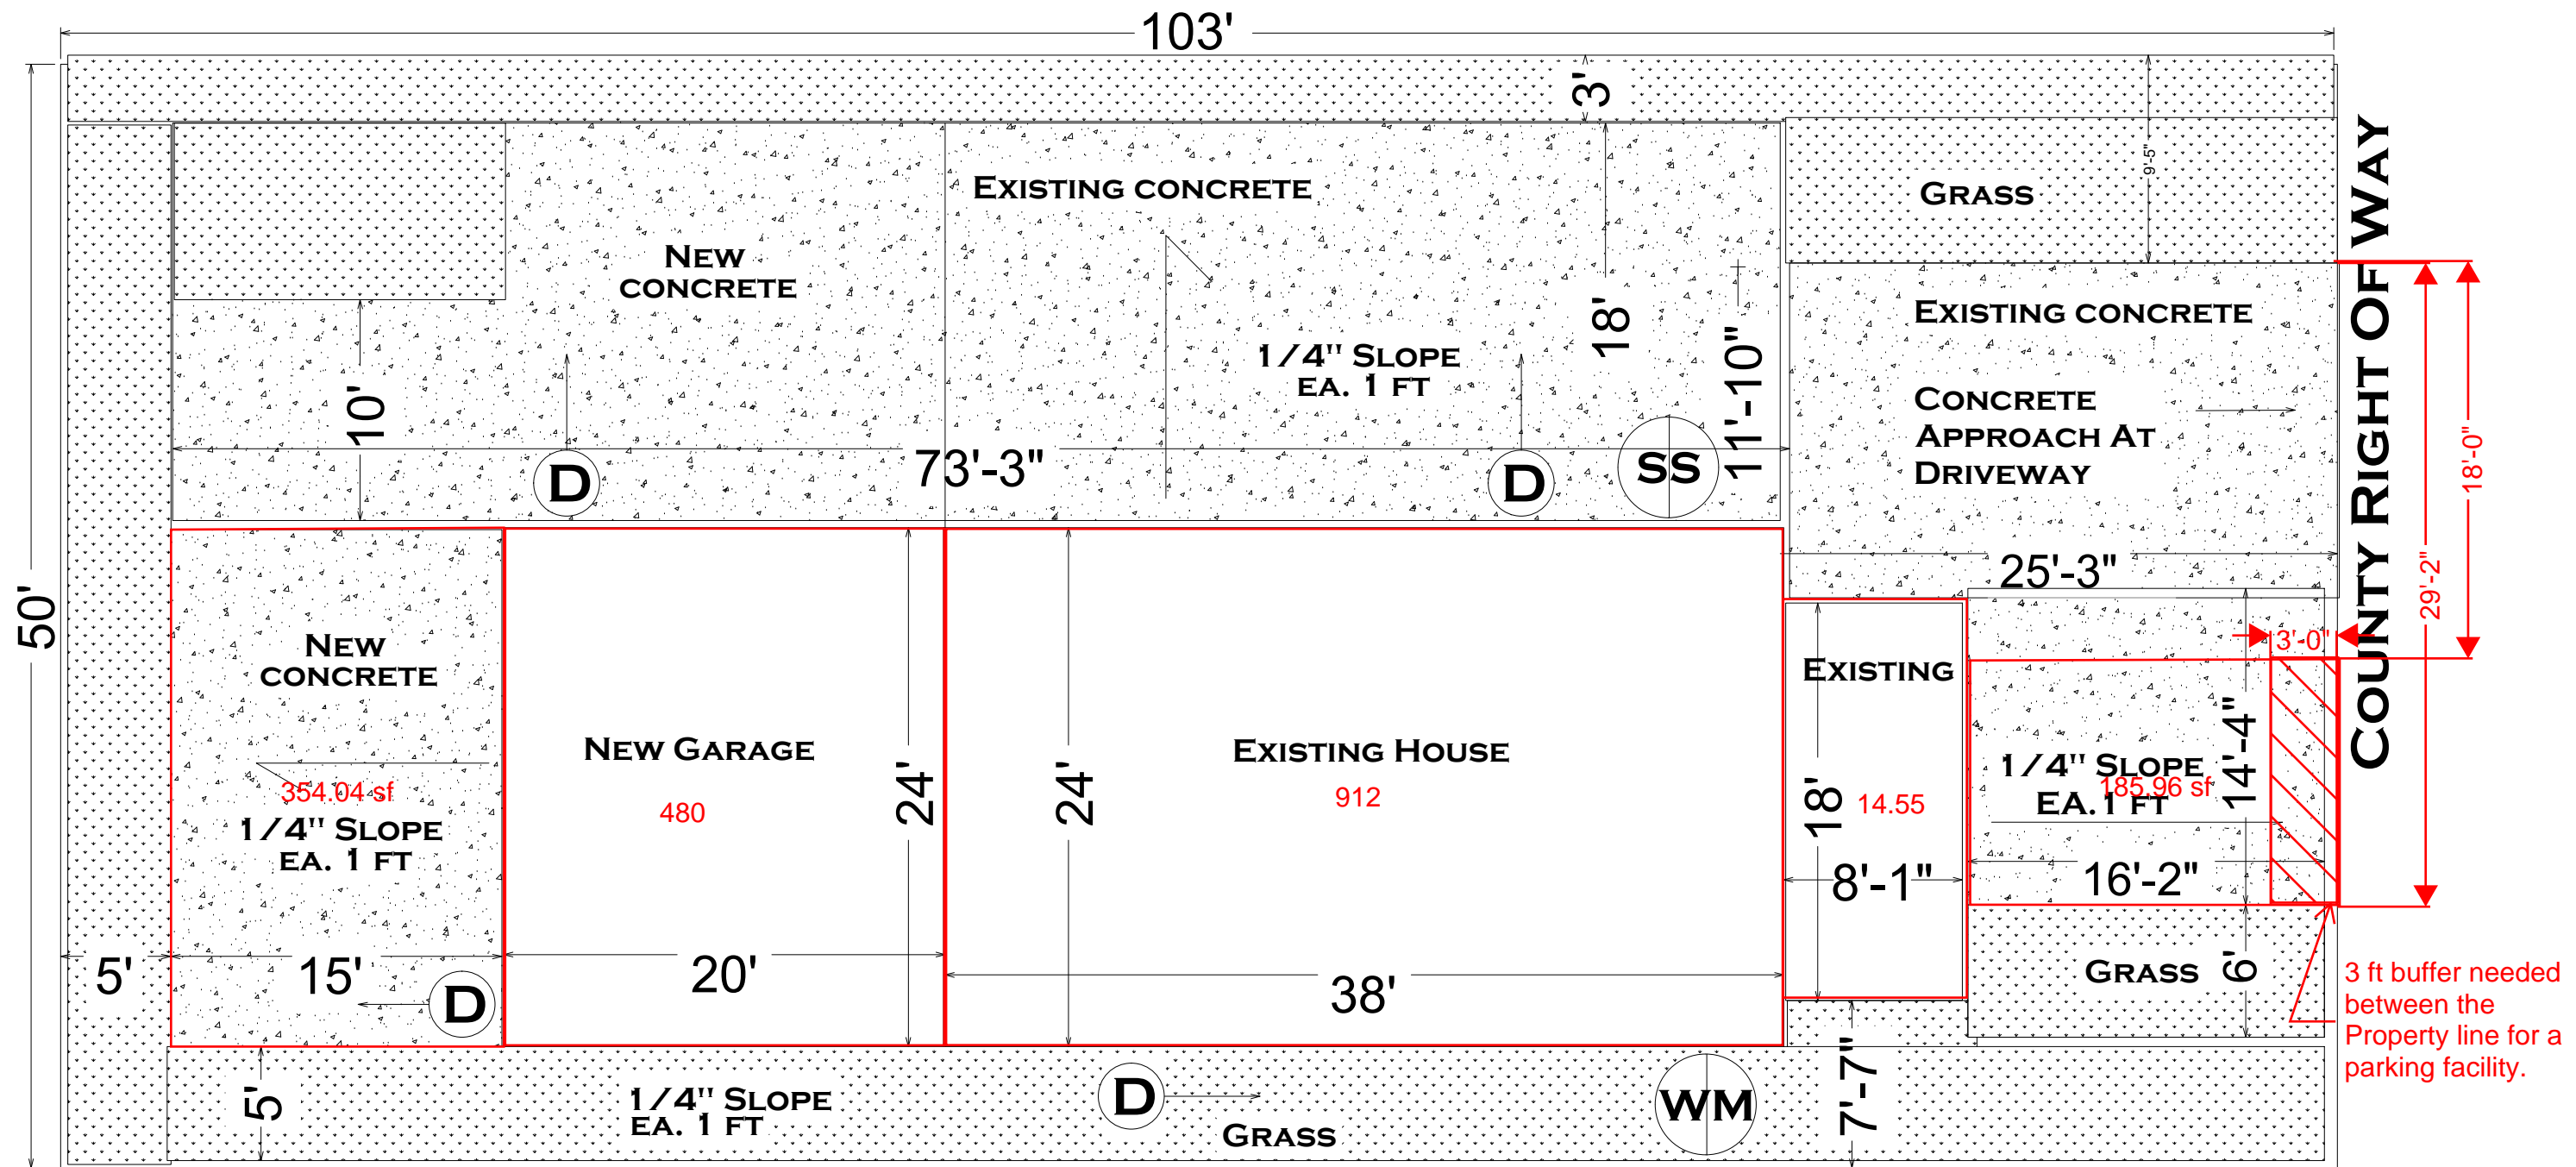 103'
3'
9'-5"
EXISTING CONCRETE
GRASS
NEW
CONCRETE
EXISTING CONCRETE
18'
1/4" SLOPE
EA. 1 FT
11'-10"
CONCRETE
APPROACH AT
DRIVEWAY
COUNTY RIGHT OF WAY
18'-0"
29'-2"
10'
73'-3"
D
D
SS
25'-3"
50'
NEW
CONCRETE
354.04 sf
1/4" SLOPE
EA. 1 FT
NEW GARAGE
480
24'
24'
EXISTING HOUSE
912
EXISTING
18'
14.55
8'-1"
3'-0"
1/4" SLOPE
185.96 sf
EA. 1 FT
14'-4"
16'-2"
5'
15'
D
20'
38'
GRASS
6'
3 ft buffer needed
between the
Property line for a
parking facility.
5'
1/4" SLOPE
EA. 1 FT
D
GRASS
WM
7'-7"